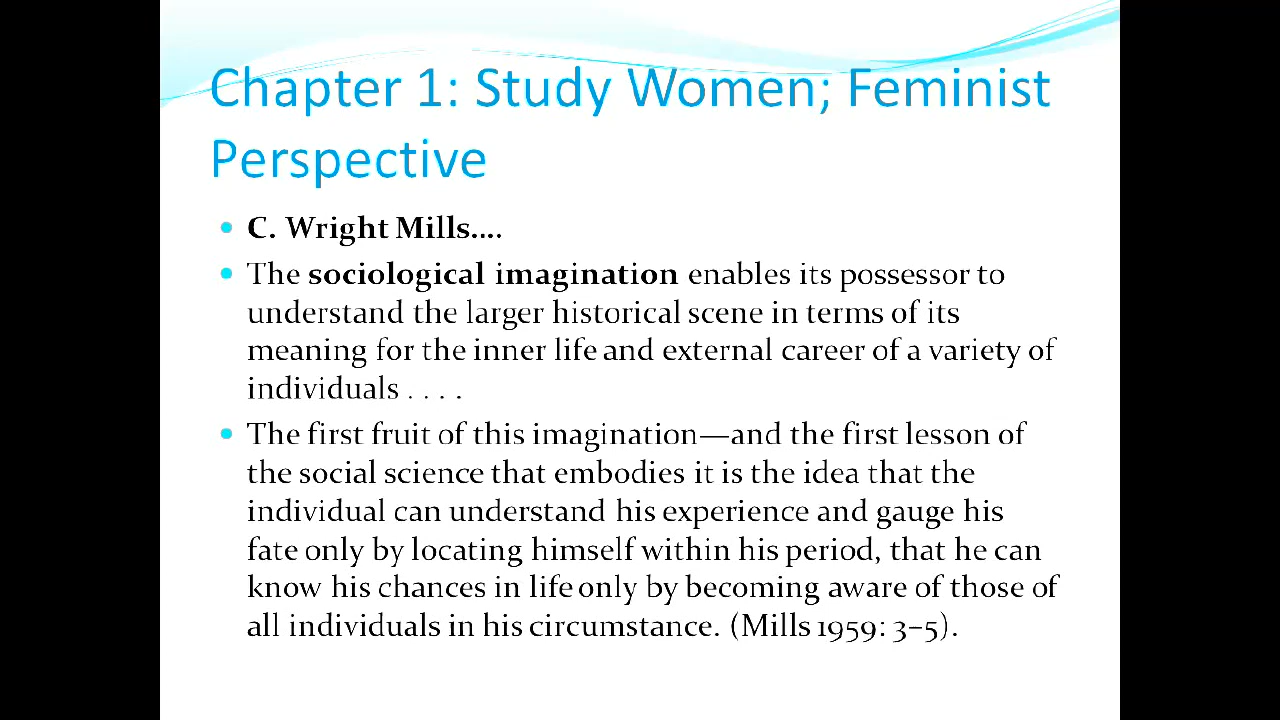 Chapter 1: Study Women; Feminist
Perspective
• C. Wright Mills....
• The sociological imagination enables its possessor to
understand the larger historical scene in terms of its
meaning for the inner life and external career of a variety of
individuals . . . .
• The first fruit of this imagination—and the first lesson of
the social science that embodies it is the idea that the
individual can understand his experience and gauge his
fate only by locating himself within his period, that he can
know his chances in life only by becoming aware of those of
all individuals in his circumstance. (Mills 1959: 3–5).